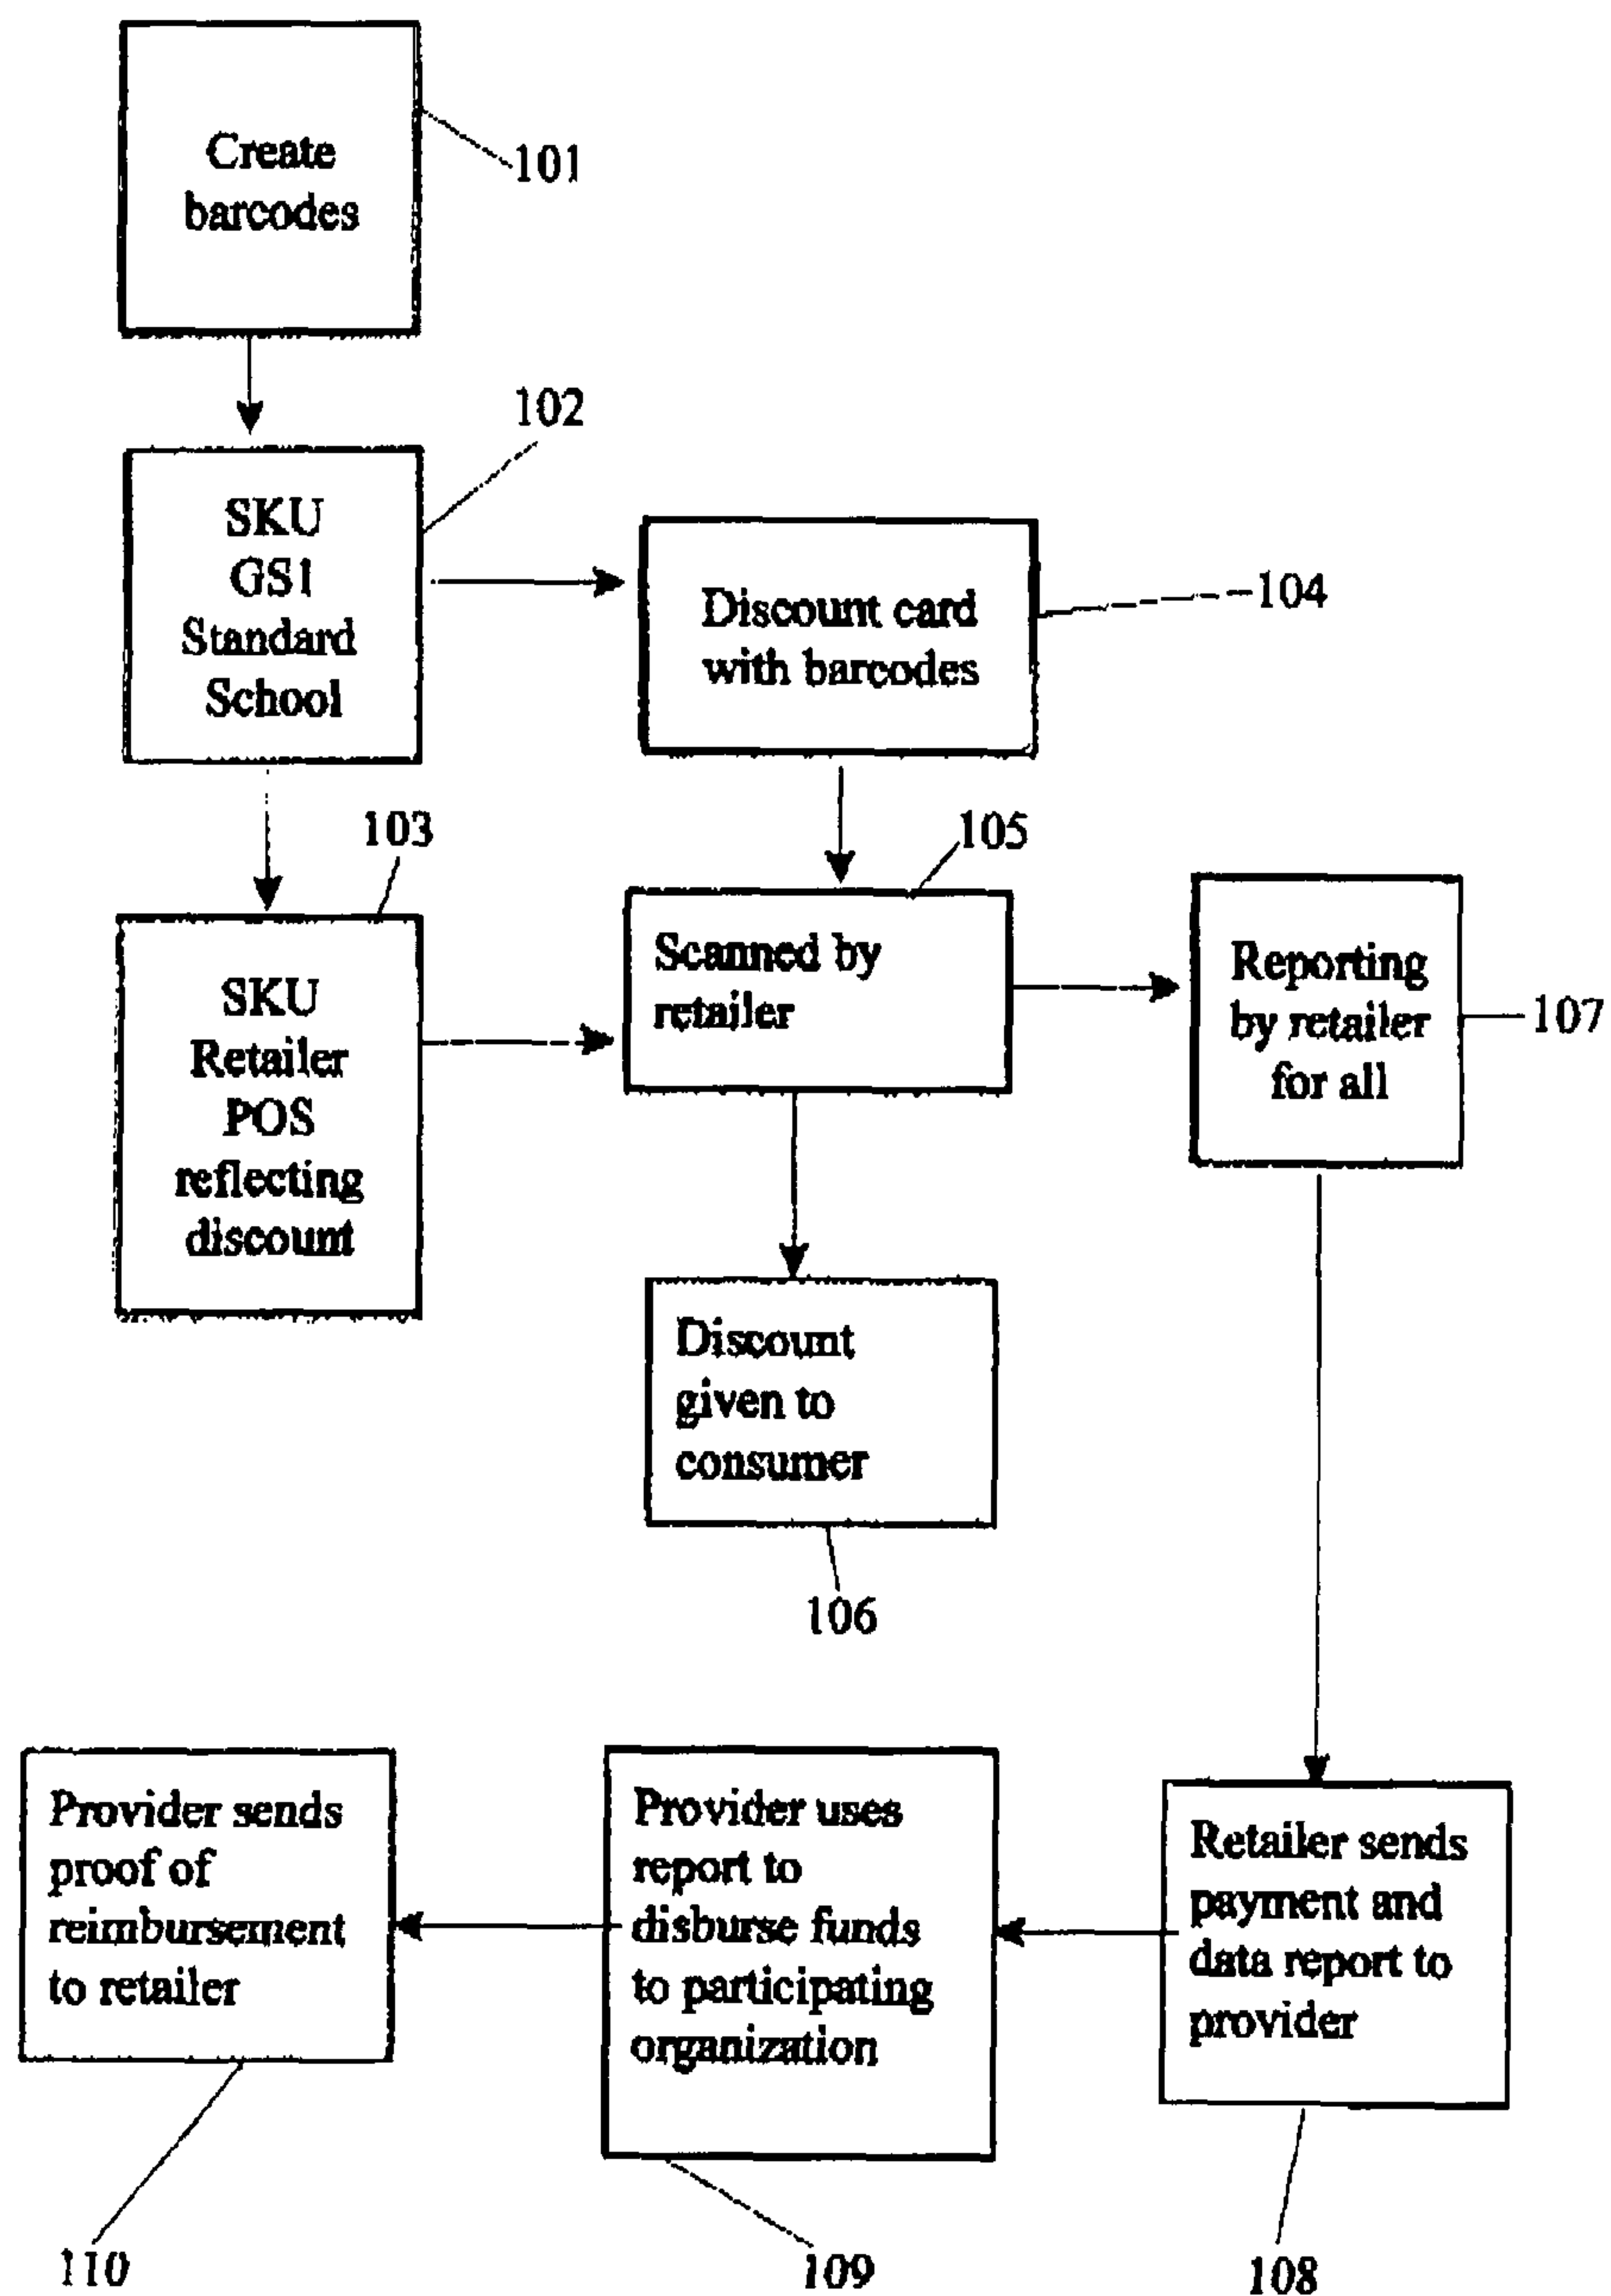 Create
barcodes
101
102
SKU
GS1
Standard
School
Discount card
with barcodes
104
103
SKU
Retailer
POS
reflecting
discount
105
Scanned by
retailer
Reporting
by retailer
for all
107
Discount
given to
consumer
106
Retailer sends
payment and
data report to
provider
108
Provider uses
report to
disburse funds
to participating
organization
109
Provider sends
proof of
reimbursement
to retailer
110